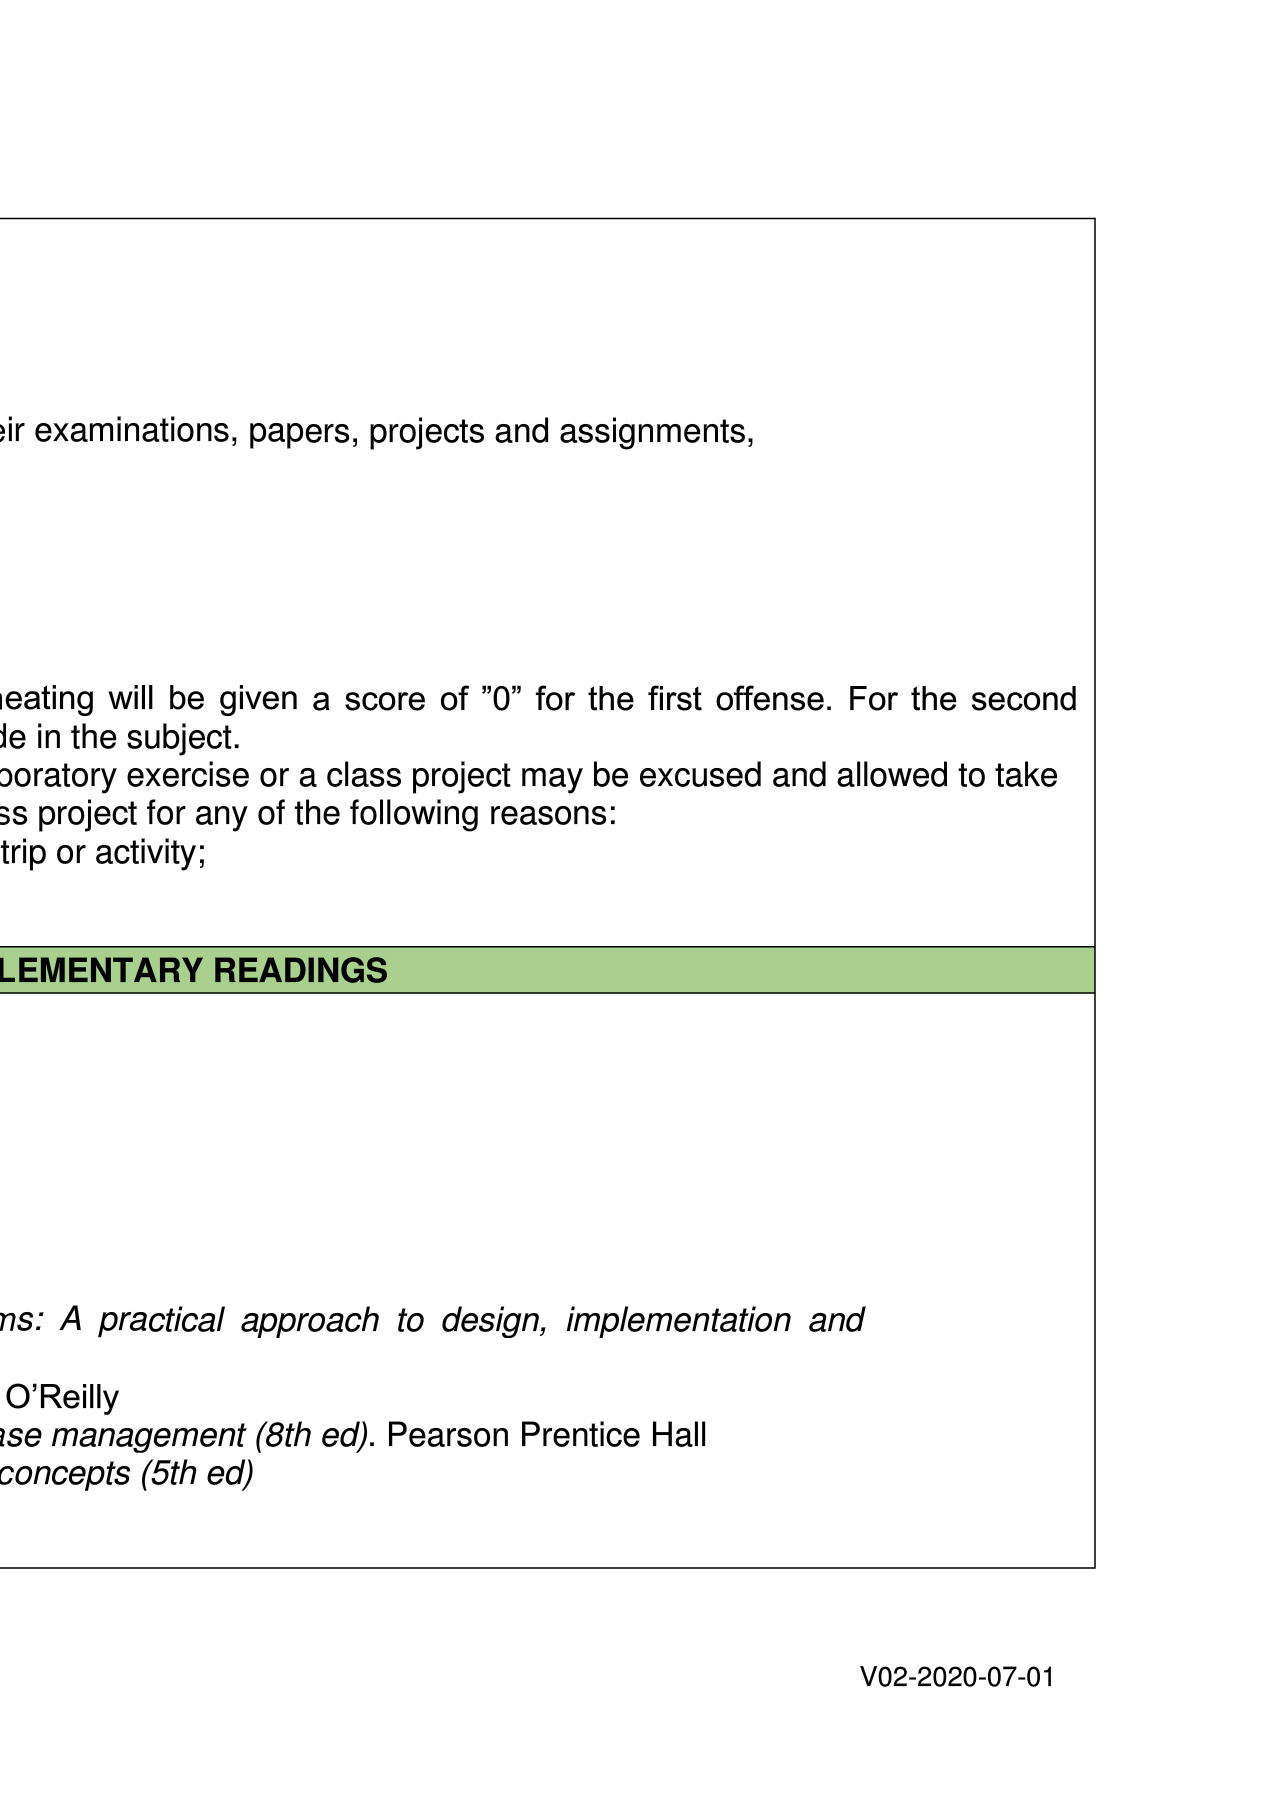 eir examinations, papers, projects and assignments,
heating will be given a score of ”0” for the first offense. For the second
de in the subject.
boratory exercise or a class project may be excused and allowed to take
ss project for any of the following reasons:
trip or activity;
LEMENTARY READINGS
ms: A practical approach to design, implementation and
O’Reilly
ase management (8th ed). Pearson Prentice Hall
concepts (5th ed)
V02-2020-07-01